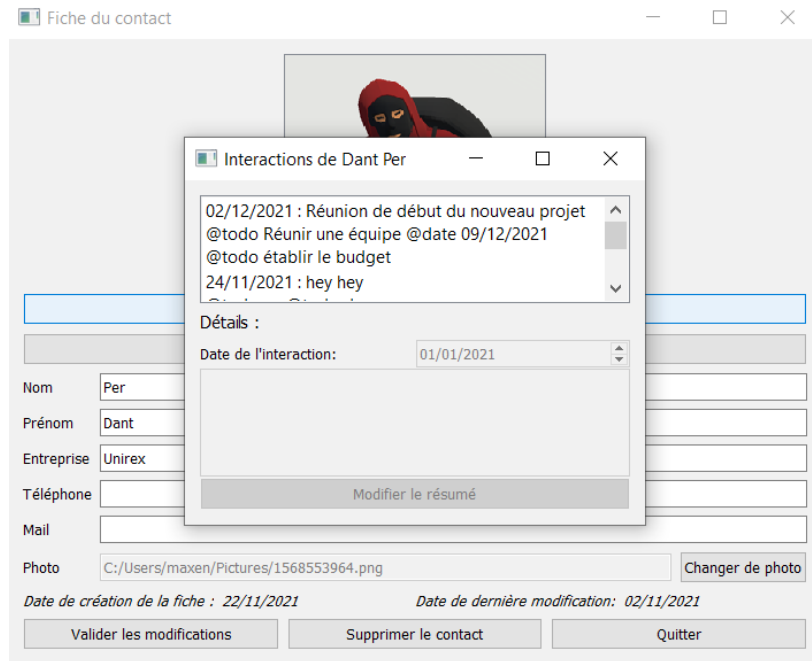 Fiche du contact
Interactions de Dant Per
02/12/2021 : Réunion de début du nouveau projet
@todo Réunir une équipe @date 09/12/2021
@todo établir le budget
24/11/2021 : hey hey
Détails :
Date de l'interaction: 01/01/2021
Modifier le résumé
Nom Per
Prénom Dant
Entreprise Unirex
Téléphone
Mail
Photo C:/Users/maxen/Pictures/1568553964.png Changer de photo
Date de création de la fiche : 22/11/2021 Date de dernière modification: 02/11/2021
Valider les modifications Supprimer le contact Quitter